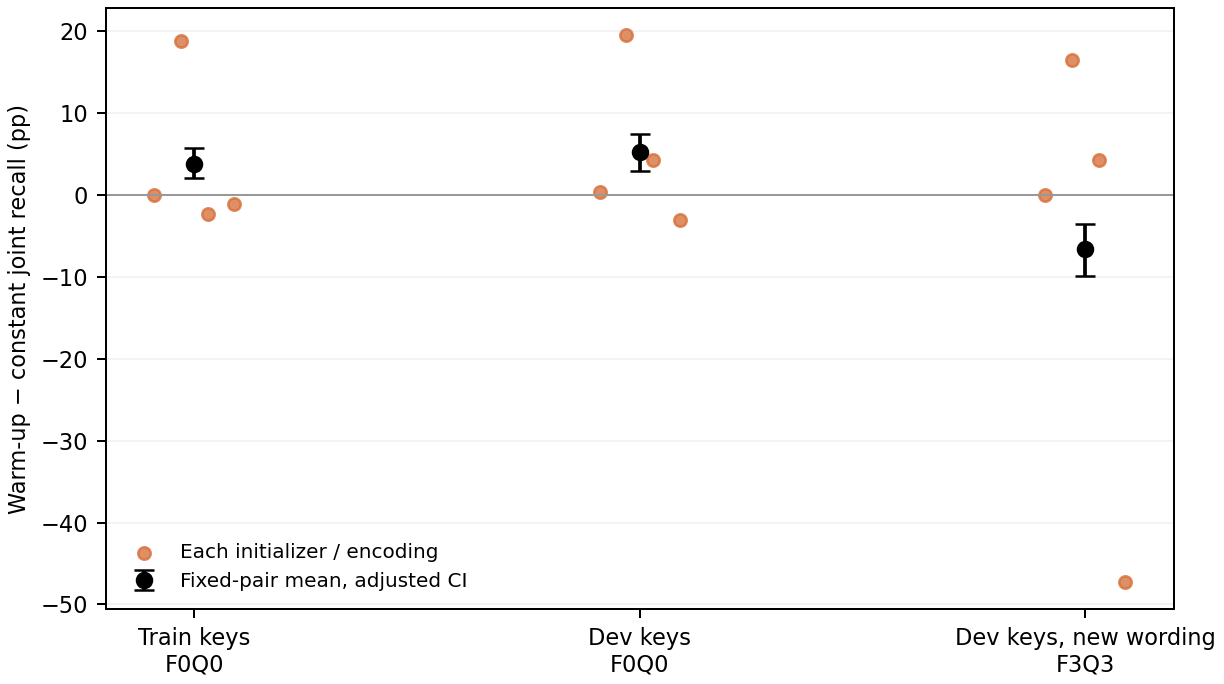 Warm-up − constant joint recall (pp)
20
10
0
−10
−20
−30
−40
−50
Each initializer / encoding
Fixed-pair mean, adjusted CI
Train keys
F0Q0
Dev keys
F0Q0
Dev keys, new wording
F3Q3